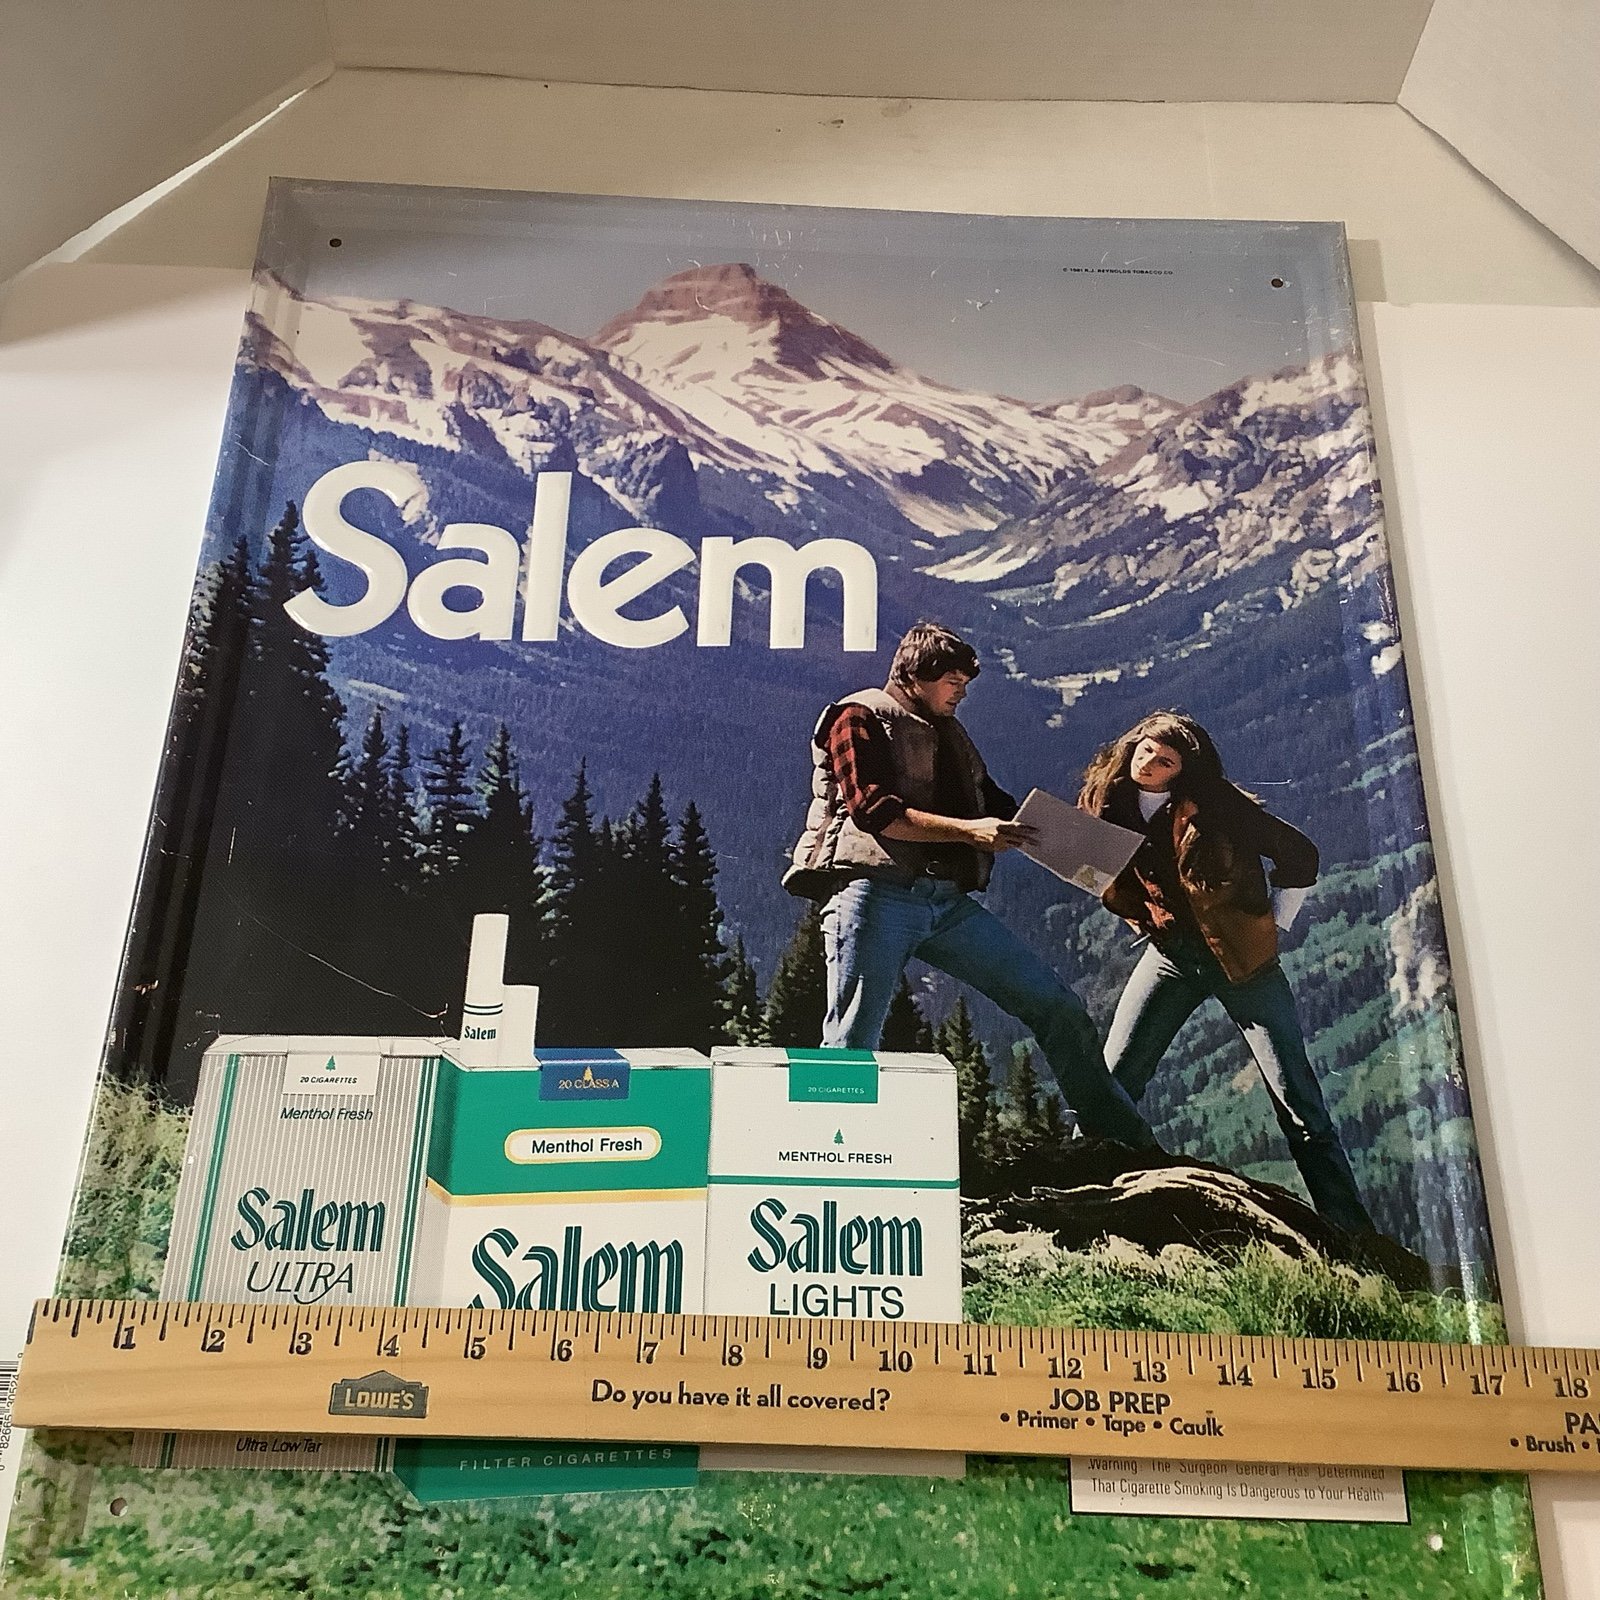 © 1981 R.J. REYNOLDS TOBACCO CO.
Salem
Salem
20 CIGARETTES
Menthol Fresh
Salem
ULTRA
20 CLASS A
Menthol Fresh
Salem
20 CIGARETTES
MENTHOL FRESH
Salem
LIGHTS
1 2 3 4 5 6 7 8 9 10 11 12 13 14 15 16 17 18
LOWE'S
Do you have it all covered?
JOB PREP
• Primer • Tape • Caulk
PA
• Brush •
Ultra Low Tar
FILTER CIGARETTES
Warning: The Surgeon General Has Determined
That Cigarette Smoking Is Dangerous to Your Health